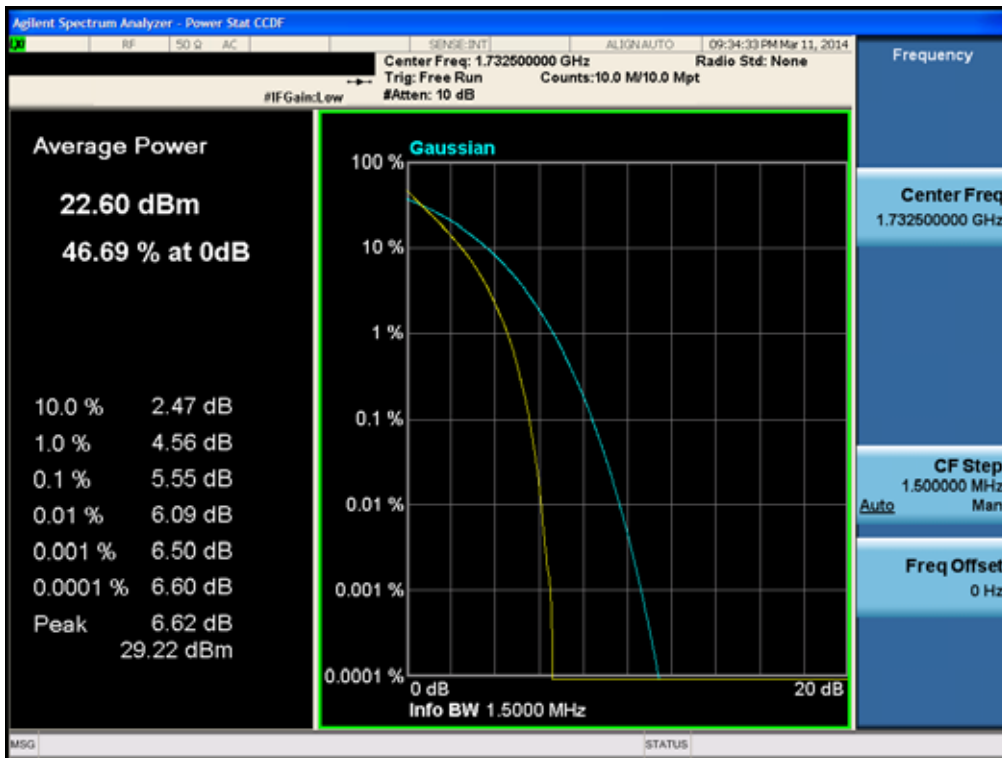 Agilent Spectrum Analyzer - Power Stat CCDF
LXI RF 50 Ω AC SENSE:INT ALIGNAUTO 09:34:33 PM Mar 11, 2014
Center Freq: 1.732500000 GHz Radio Std: None
Trig: Free Run Counts:10.0 M/10.0 Mpt
#IFGain:Low #Atten: 10 dB
Average Power
22.60 dBm
46.69 % at 0dB
10.0 % 2.47 dB
1.0 % 4.56 dB
0.1 % 5.55 dB
0.01 % 6.09 dB
0.001 % 6.50 dB
0.0001 % 6.60 dB
Peak 6.62 dB
29.22 dBm
Gaussian
100 %
10 %
1 %
0.1 %
0.01 %
0.001 %
0.0001 %
0 dB 20 dB
Info BW 1.5000 MHz
Frequency
Center Freq
1.732500000 GHz
CF Step
1.500000 MHz
Auto Man
Freq Offset
0 Hz
MSG STATUS